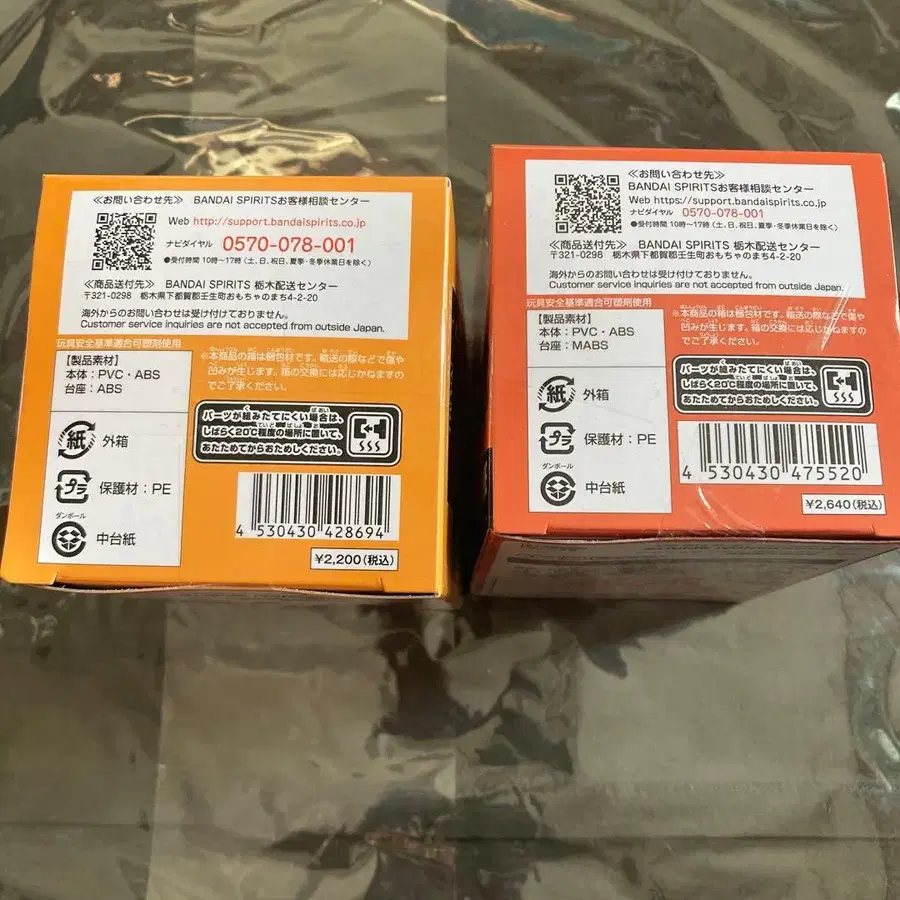 ≪お問い合わせ先≫ BANDAI SPIRITSお客様相談センター
Web http://support.bandaispirits.co.jp
ナビダイヤル 0570-078-001
●受付時間 10時〜17時(土、日、祝日、夏季・冬季休業日を除く)
≪商品送付先≫ BANDAI SPIRITS 栃木配送センター
〒321-0298 栃木県下都賀郡壬生町おもちゃのまち4-2-20
海外からのお問い合わせは受け付けておりません。
Customer service inquiries are not accepted from outside Japan.
玩具安全基準適合可塑剤使用
【製品素材】
本体:PVC・ABS
台座:ABS
紙 外箱
プラ 保護材:PE
ダンボール
中台紙
※本商品の箱は梱包材です。輸送の際などで傷や
凹みが生じます。箱の交換には応じかねますの
でご了承ください。
パーツが組みたてにくい場合は、
しばらく20℃程度の場所に置いて、
あたためてからおためしください。
4 530430 428694
¥2,200(税込)
≪お問い合わせ先≫
BANDAI SPIRITSお客様相談センター
Web https://support.bandaispirits.co.jp
ナビダイヤル 0570-078-001
●受付時間 10時〜17時(土、日、祝日、夏季・冬季休業日を除く)
≪商品送付先≫ BANDAI SPIRITS 栃木配送センター
〒321-0298 栃木県下都賀郡壬生町おもちゃのまち4-2-20
海外からのお問い合わせは受け付けておりません。
Customer service inquiries are not accepted from outside Japan.
玩具安全基準適合可塑剤使用
【製品素材】
本体:PVC・ABS
台座:MABS
紙 外箱
プラ 保護材:PE
ダンボール
中台紙
※本商品の箱は梱包材です。輸送の際などで傷や
凹みが生じます。箱の交換には応じかねますの
でご了承ください。
パーツが組みたてにくい場合は、
しばらく20℃程度の場所に置いて、
あたためてからおためしください。
4 530430 475520
¥2,640(税込)